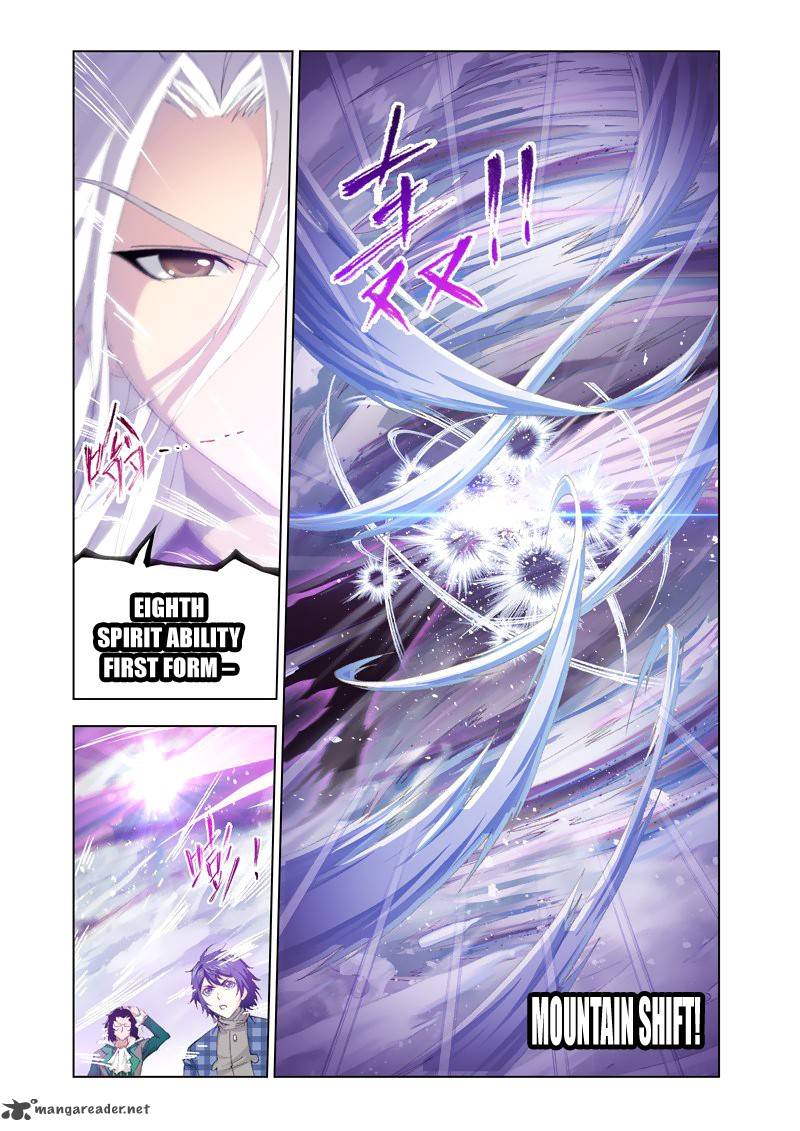 嗡
EIGHTH
SPIRIT ABILITY
FIRST FORM –
轰!!
MOUNTAIN SHIFT!
嘭!
mangareader.net